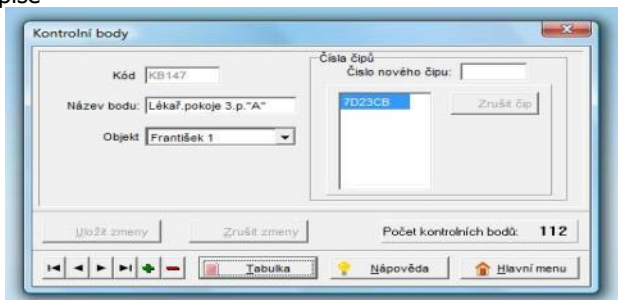 Kontrolní body
Čísla čipů
Číslo nového čipu:
Kód KB147
Název bodu: Lékař.pokoje 3.p."A"
7D23CB
Zrušit čip
Objekt František 1
Uložit zmeny
Zrušit zmeny
Počet kontrolních bodů: 112
Tabulka
Nápověda
Hlavní menu